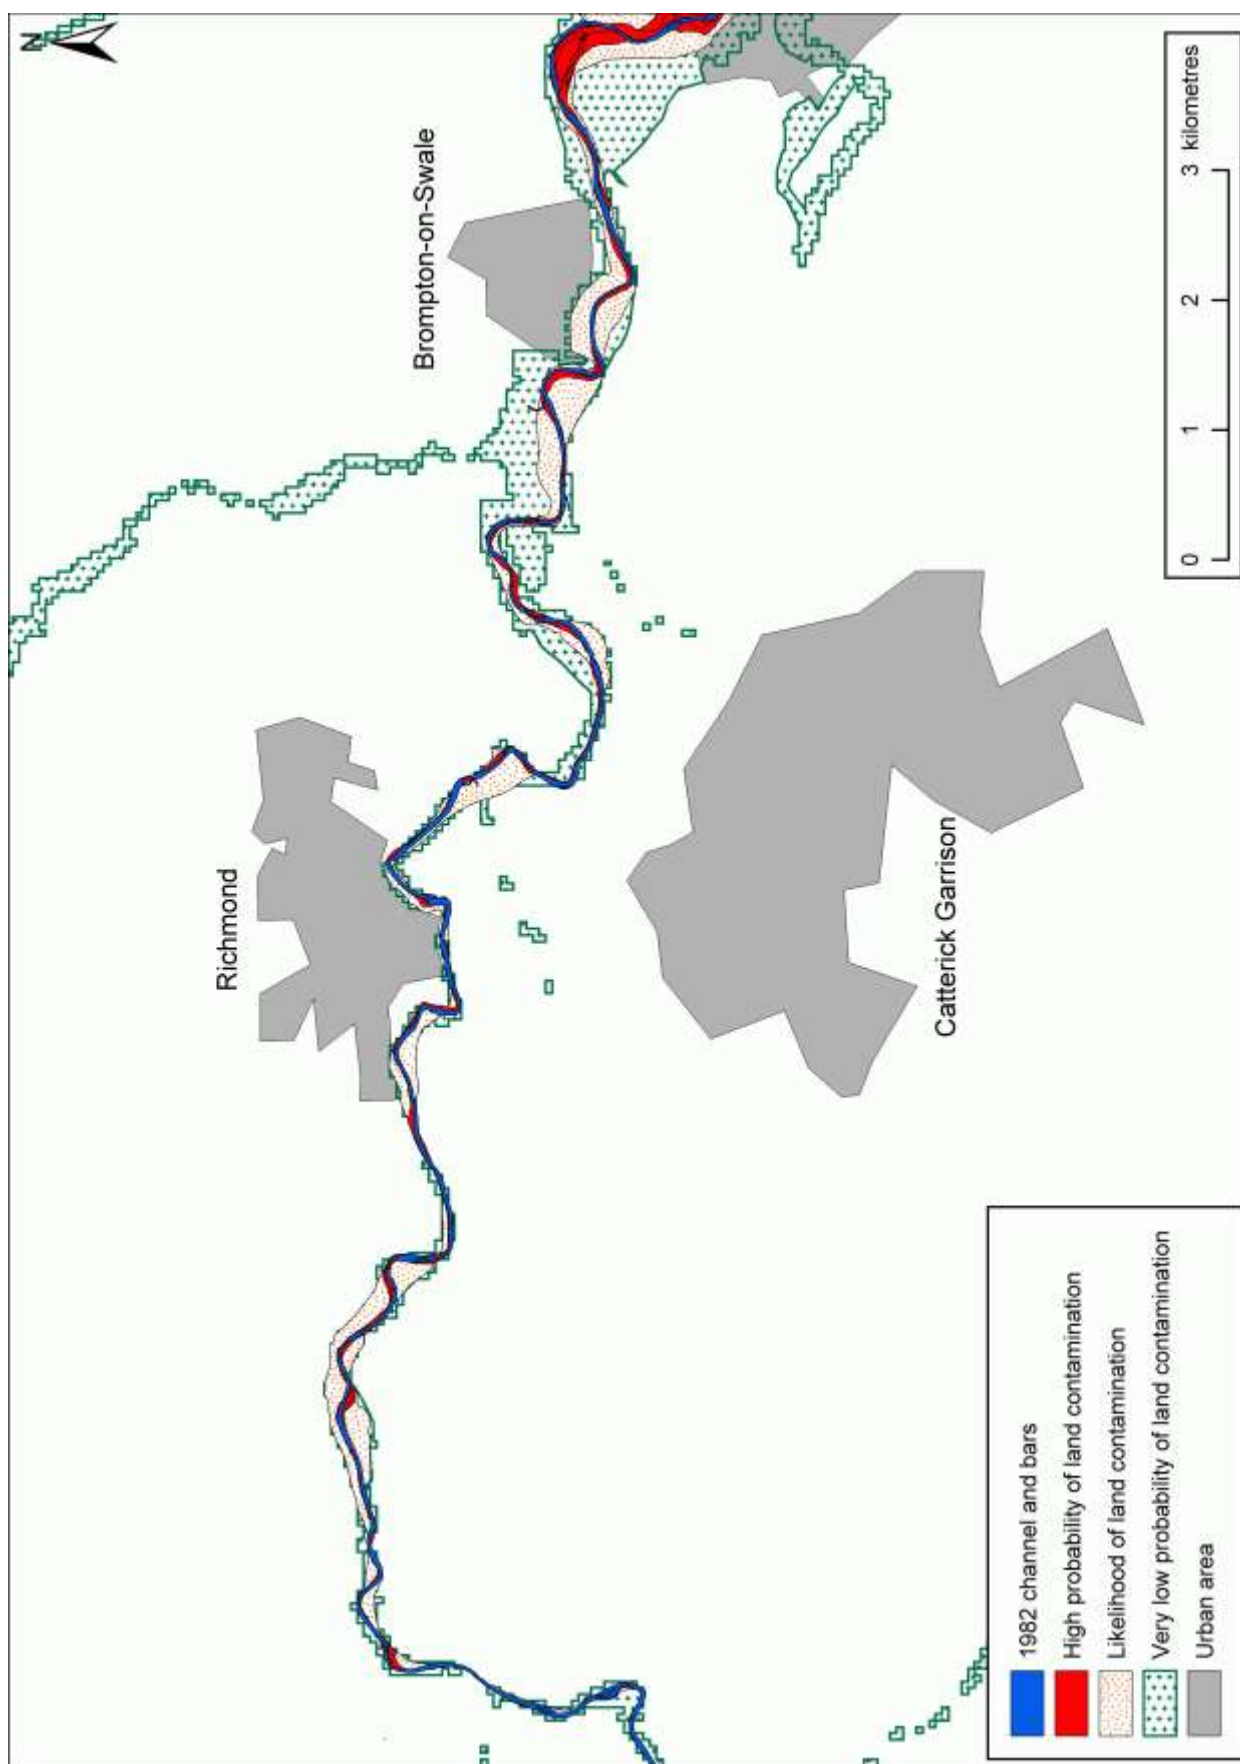 N
Brompton-on-Swale
Richmond
Catterick Garrison
1982 channel and bars
High probability of land contamination
Likelihood of land contamination
Very low probability of land contamination
Urban area
0 1 2 3 kilometres